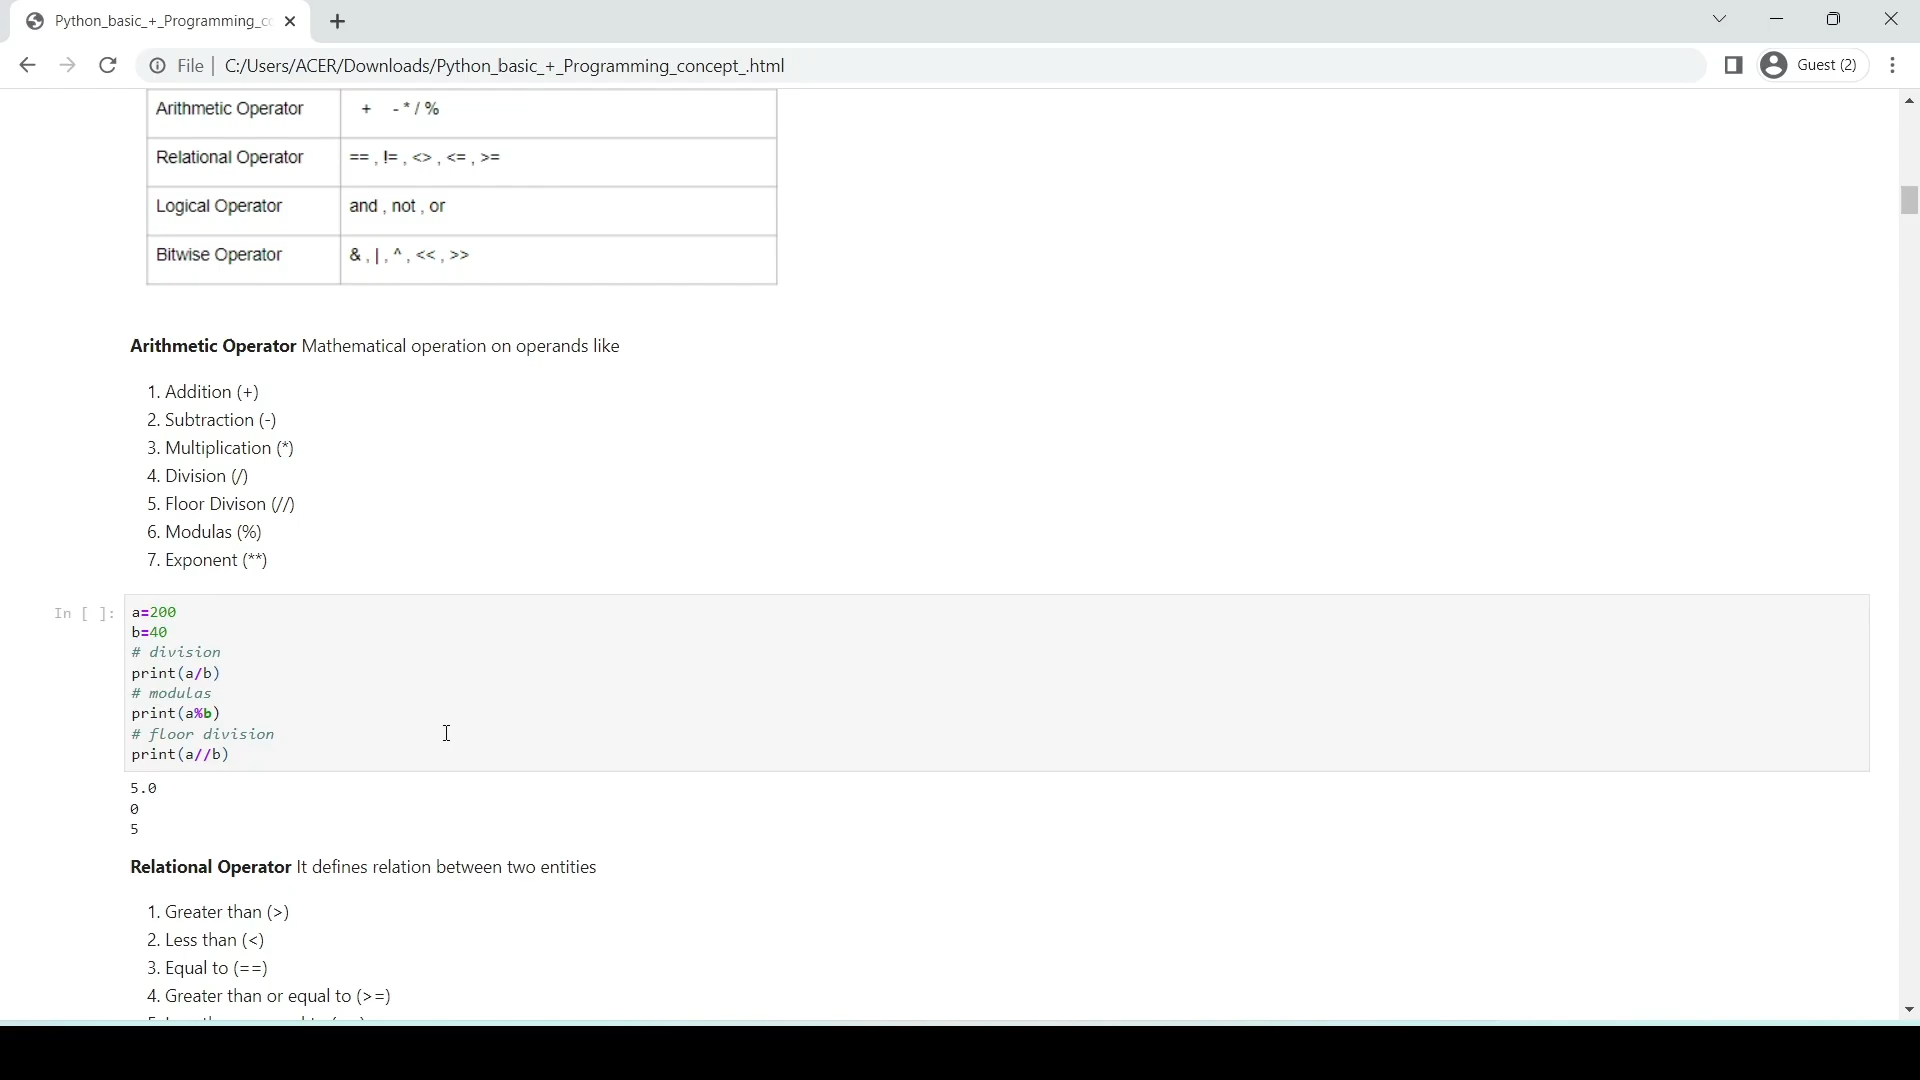 Python_basic_+_Programming_co
File | C:/Users/ACER/Downloads/Python_basic_+_Programming_concept_.html
Guest (2)
Arithmetic Operator + - * / %
Relational Operator == , != , <> , <= , >=
Logical Operator and , not , or
Bitwise Operator & , | , ^ , << , >>
Arithmetic Operator Mathematical operation on operands like
1. Addition (+)
2. Subtraction (-)
3. Multiplication (*)
4. Division (/)
5. Floor Divison (//)
6. Modulas (%)
7. Exponent (**)
In [ ]: a=200
b=40
# division
print(a/b)
# modulas
print(a%b)
# floor division
print(a//b)
5.0
0
5
Relational Operator It defines relation between two entities
1. Greater than (>)
2. Less than (<)
3. Equal to (==)
4. Greater than or equal to (>=)